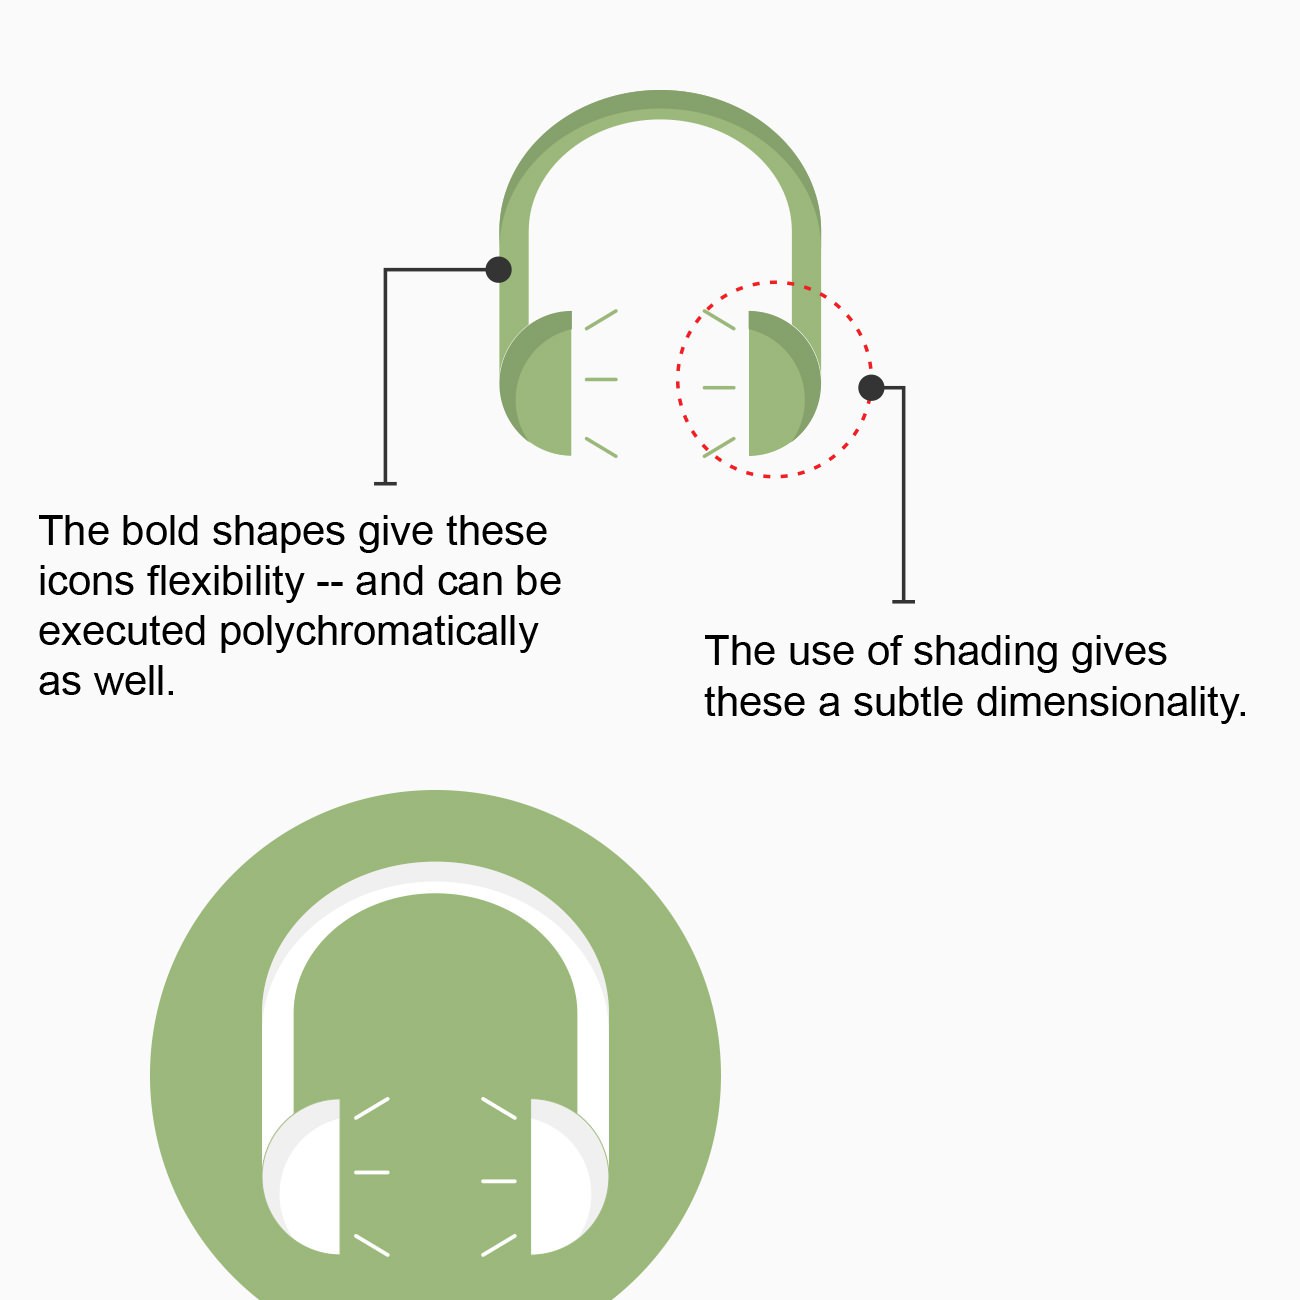 The bold shapes give these
icons flexibility -- and can be
executed polychromatically
as well.
The use of shading gives
these a subtle dimensionality.